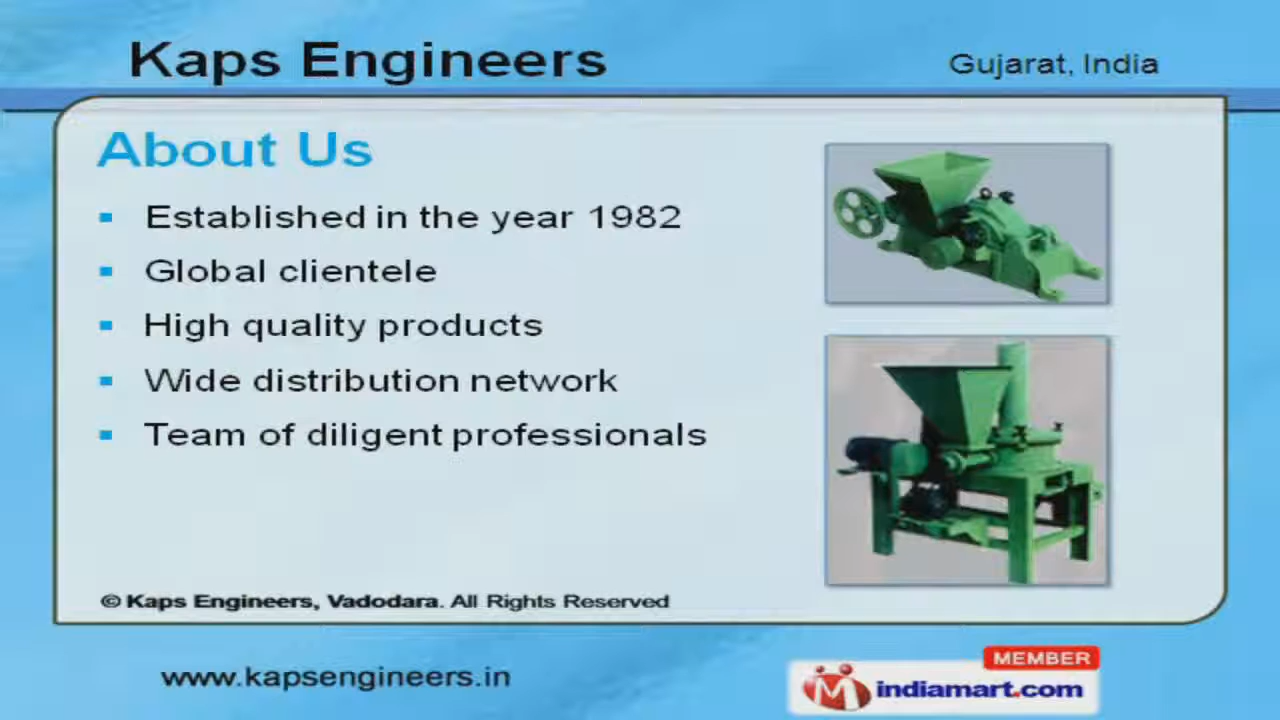 Kaps Engineers
Gujarat, India
About Us
Established in the year 1982
Global clientele
High quality products
Wide distribution network
Team of diligent professionals
© Kaps Engineers, Vadodara. All Rights Reserved
www.kapsengineers.in
MEMBER
indiamart.com